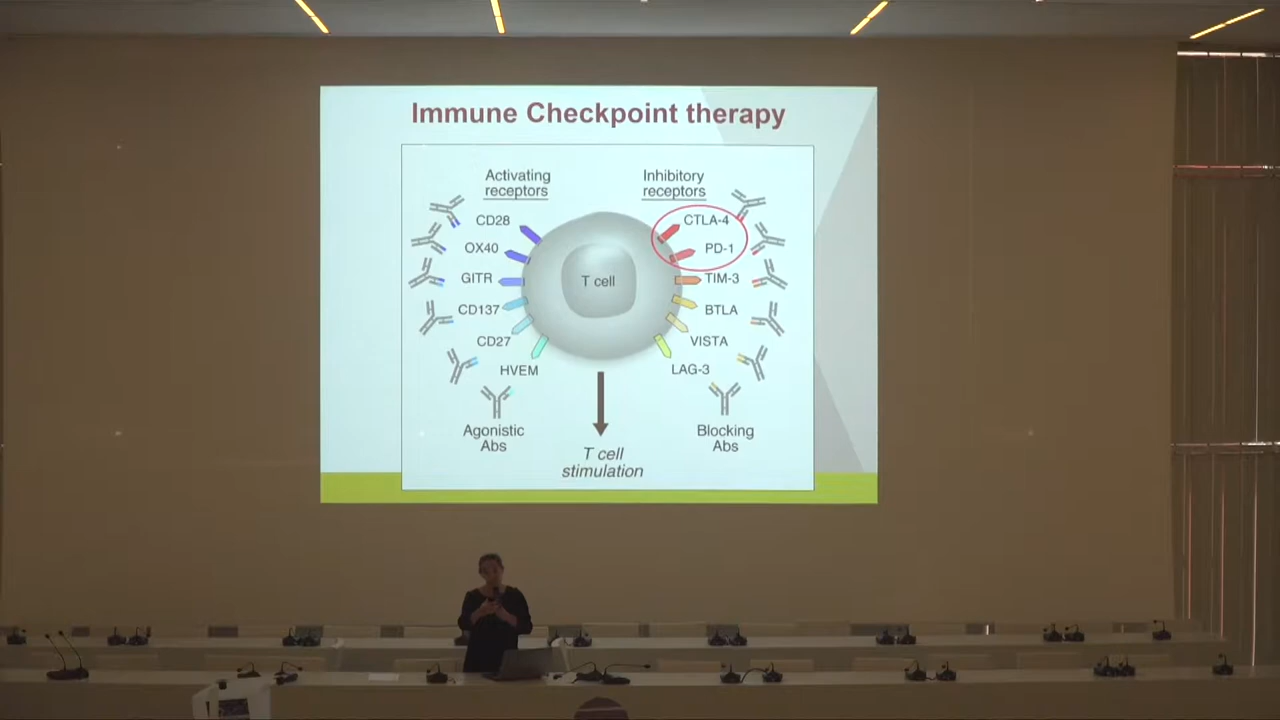 Immune Checkpoint therapy
Activating
receptors
Inhibitory
receptors
CD28
OX40
GITR
CD137
CD27
HVEM
T cell
CTLA-4
PD-1
TIM-3
BTLA
VISTA
LAG-3
Agonistic
Abs
T cell
stimulation
Blocking
Abs